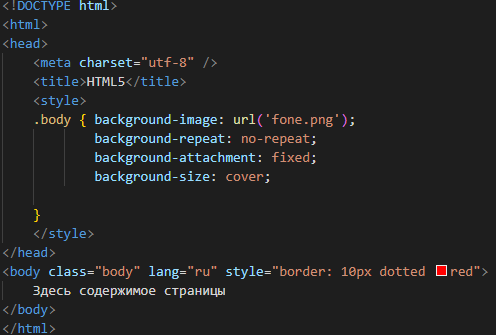 <!DOCTYPE html>
<html>
<head>
    <meta charset="utf-8" />
    <title>HTML5</title>
    <style>
    .body { background-image: url('fone.png');
            background-repeat: no-repeat;
            background-attachment: fixed;
            background-size: cover;

    }
    </style>
</head>
<body class="body" lang="ru" style="border: 10px dotted red">
    Здесь содержимое страницы
</body>
</html>